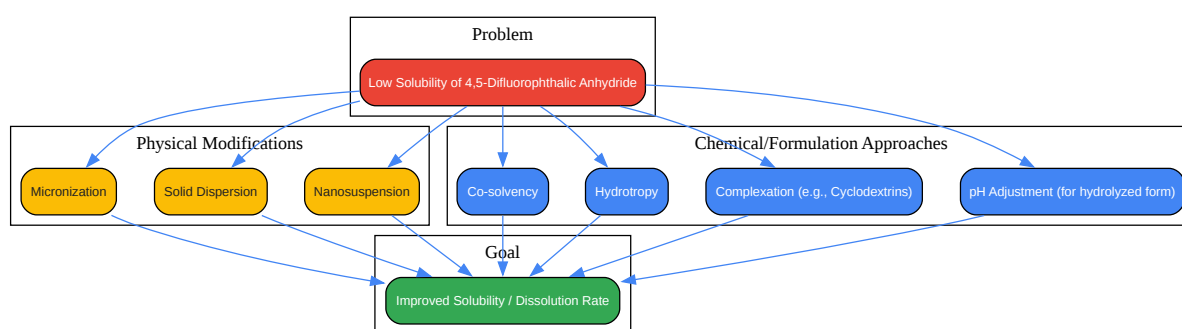 Problem
Low Solubility of 4,5-Difluorophthalic Anhydride
Physical Modifications
Chemical/Formulation Approaches
Micronization
Solid Dispersion
Nanosuspension
Co-solvency
Hydrotropy
Complexation (e.g., Cyclodextrins)
pH Adjustment (for hydrolyzed form)
Goal
Improved Solubility / Dissolution Rate